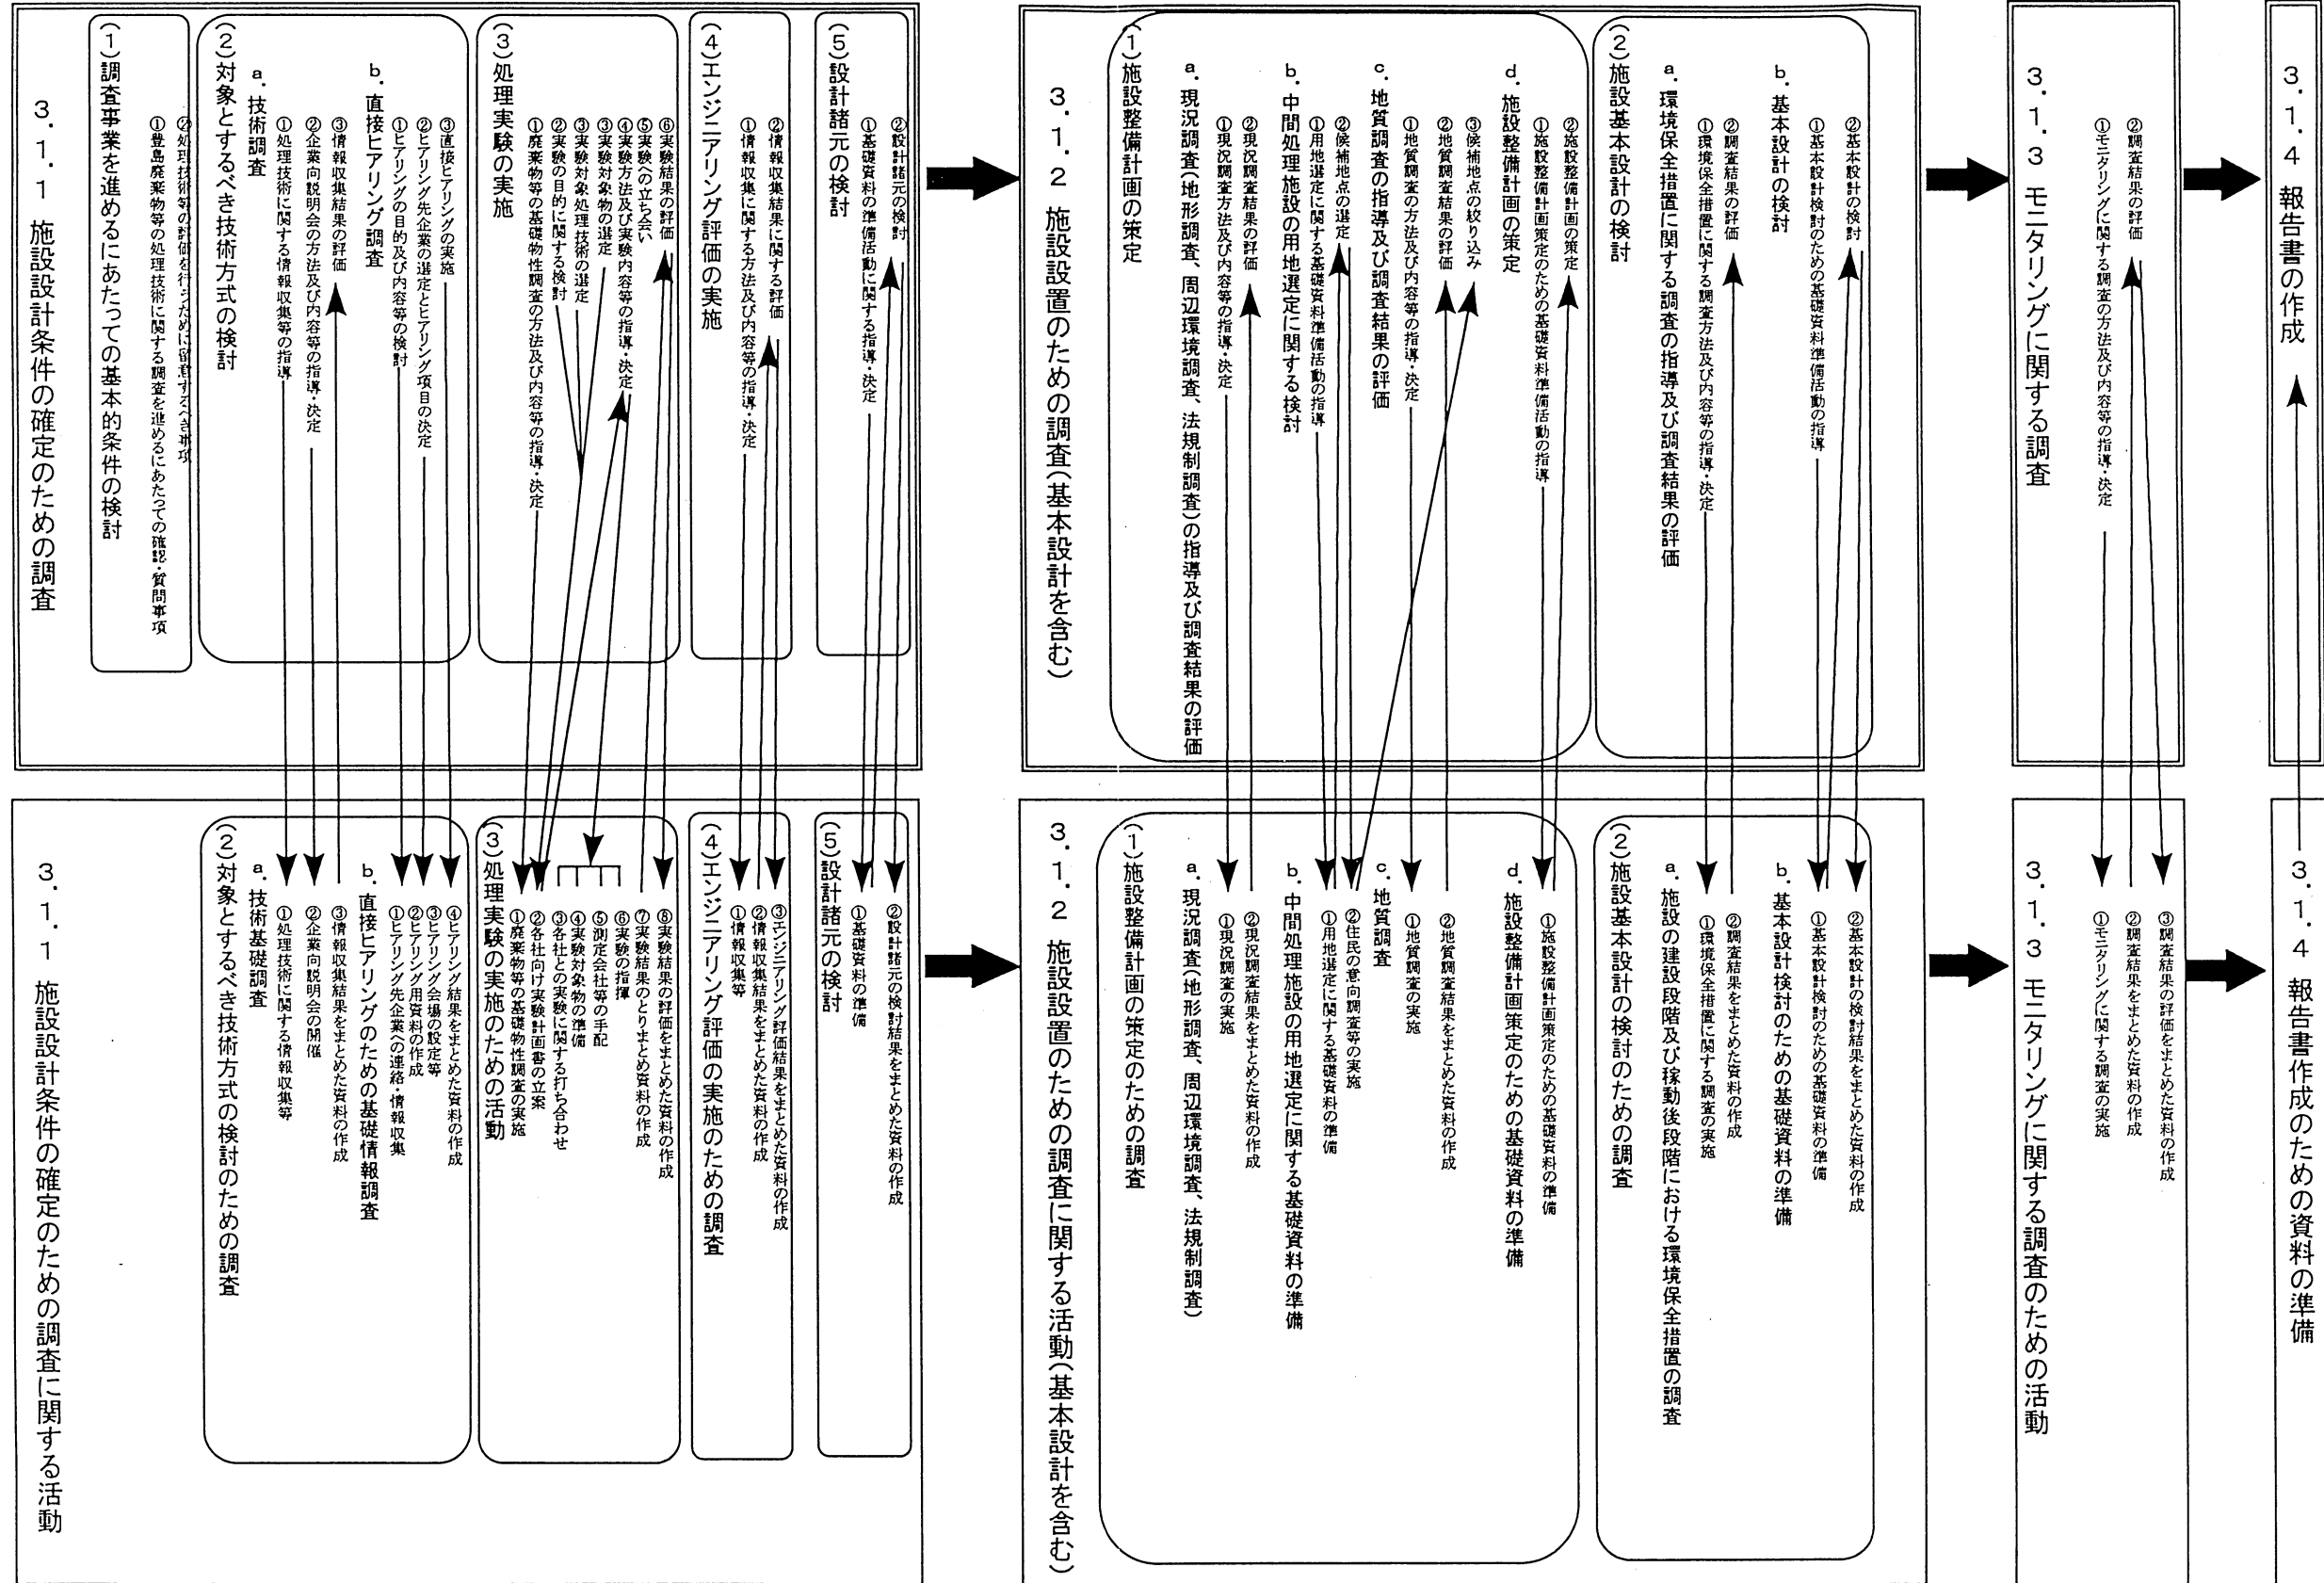 3.1.1 施設設計条件の確定のための調査
(1)調査事業を進めるにあたっての基本的条件の検討
①豊島廃棄物等の処理技術に関する調査を進めるにあたっての確認・質問事項
②処理技術等の評価を行うために留意するべき事項
(2)対象とするべき技術方式の検討
a.技術調査
①処理技術に関する情報収集等の指導
②企業向説明会の方法及び内容等の指導・決定
③情報収集結果の評価
b.直接ヒアリング調査
①ヒアリングの目的及び内容等の検討
②ヒアリング先企業の選定とヒアリング項目の決定
③直接ヒアリングの実施
(3)処理実験の実施
①廃棄物等の基礎物性調査の方法及び内容等の指導・決定
②実験の目的に関する検討
③実験対象処理技術の選定
③実験対象物の選定
④実験方法及び実験内容等の指導・決定
⑤実験への立ち会い
⑥実験結果の評価
(4)エンジニアリング評価の実施
①情報収集に関する方法及び内容等の指導・決定
②情報収集結果に関する評価
(5)設計諸元の検討
①基礎資料の準備活動に関する指導・決定
②設計諸元の検討
3.1.2 施設設置のための調査(基本設計を含む)
(1)施設整備計画の策定
a.現況調査(地形調査、周辺環境調査、法規制調査)の指導及び調査結果の評価
①現況調査方法及び内容等の指導・決定
②現況調査結果の評価
b.中間処理施設の用地選定に関する検討
①用地選定に関する基礎資料準備活動の指導
②候補地点の選定
c.地質調査の指導及び調査結果の評価
①地質調査の方法及び内容等の指導・決定
②地質調査結果の評価
③候補地点の絞り込み
d.施設整備計画の策定
①施設整備計画策定のための基礎資料準備活動の指導
②施設整備計画の策定
(2)施設基本設計の検討
a.環境保全措置に関する調査の指導及び調査結果の評価
①環境保全措置に関する調査方法及び内容等の指導・決定
②調査結果の評価
b.基本設計の検討
①基本設計検討のための基礎資料準備活動の指導
②基本設計の検討
3.1.3 モニタリングに関する調査
①モニタリングに関する調査の方法及び内容等の指導・決定
②調査結果の評価
3.1.4 報告書の作成
3.1.1 施設設計条件の確定のための調査に関する活動
(2)対象とするべき技術方式の検討のための調査
a.技術基礎調査
①処理技術に関する情報収集等
②企業向説明会の開催
③情報収集結果をまとめた資料の作成
b.直接ヒアリングのための基礎情報調査
①ヒアリング先企業への連絡・情報収集
②ヒアリング用資料の作成
③ヒアリング会場の設定等
④ヒアリング結果をまとめた資料の作成
(3)処理実験の実施のための活動
①廃棄物等の基礎物性調査の実施
②各社向け実験計画書の立案
③各社との実験に関する打ち合わせ
④実験対象物の準備
⑤測定会社等の手配
⑥実験の指揮
⑦実験結果のとりまとめ資料の作成
⑧実験結果の評価をまとめた資料の作成
(4)エンジニアリング評価の実施のための調査
①情報収集等
②情報収集結果をまとめた資料の作成
③エンジニアリング評価結果をまとめた資料の作成
(5)設計諸元の検討
①基礎資料の準備
②設計諸元の検討結果をまとめた資料の作成
3.1.2 施設設置のための調査に関する活動(基本設計を含む)
(1)施設整備計画の策定のための調査
a.現況調査(地形調査、周辺環境調査、法規制調査)
①現況調査の実施
②現況調査結果をまとめた資料の作成
b.中間処理施設の用地選定に関する基礎資料の準備
①用地選定に関する基礎資料の準備
②住民の意向調査等の実施
c.地質調査
①地質調査の実施
②地質調査結果をまとめた資料の作成
d.施設整備計画策定のための基礎資料の準備
①施設整備計画策定のための基礎資料の準備
(2)施設基本設計の検討のための調査
a.施設の建設段階及び稼動後段階における環境保全措置の調査
①環境保全措置に関する調査の実施
②調査結果をまとめた資料の作成
b.基本設計検討のための基礎資料の準備
①基本設計検討のための基礎資料の準備
②基本設計の検討結果をまとめた資料の作成
3.1.3 モニタリングに関する調査のための活動
①モニタリングに関する調査の実施
②調査結果をまとめた資料の作成
③調査結果の評価をまとめた資料の作成
3.1.4 報告書作成のための資料の準備